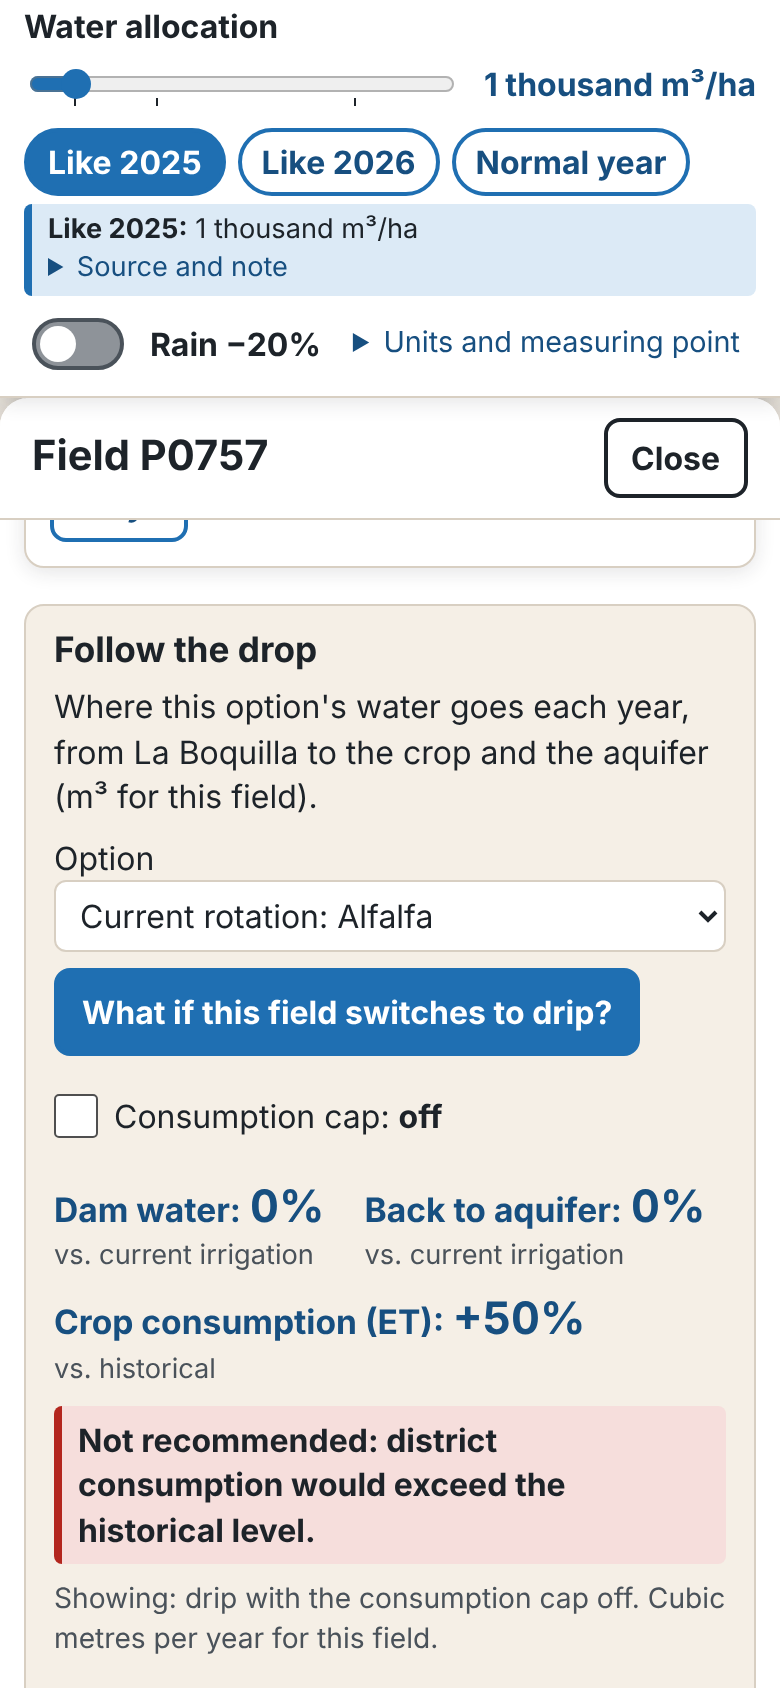 Water allocation
1 thousand m³/ha
Like 2025 Like 2026 Normal year
Like 2025: 1 thousand m³/ha
Source and note
Rain −20% Units and measuring point
Field P0757 Close
Follow the drop
Where this option's water goes each year,
from La Boquilla to the crop and the aquifer
(m³ for this field).
Option
Current rotation: Alfalfa
What if this field switches to drip?
Consumption cap: off
Dam water: 0% Back to aquifer: 0%
vs. current irrigation vs. current irrigation
Crop consumption (ET): +50%
vs. historical
Not recommended: district
consumption would exceed the
historical level.
Showing: drip with the consumption cap off. Cubic
metres per year for this field.